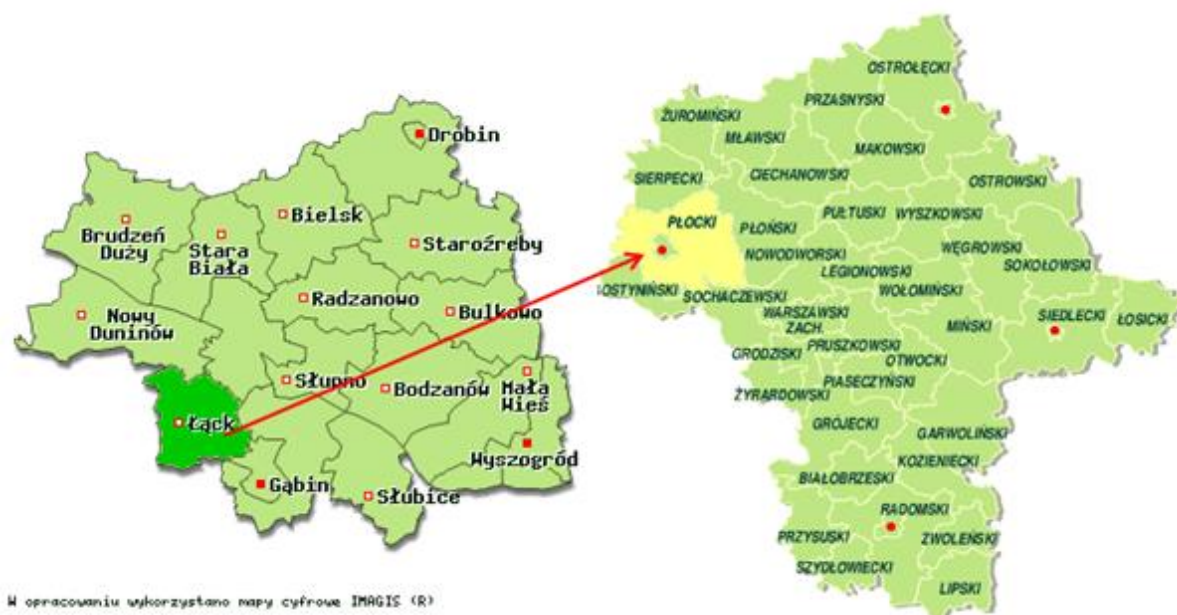 Drobin
Bielsk
Brudzeń
Duży
Stara
Biała
Staroźreby
Radzanowo
Nowy
Duninów
Bulkowo
Słupno
Bodzanów
Mała
Wieś
Łąck
Wyszogród
Gąbin
Słubice
W opracowaniu wykorzystano mapy cyfrowe IMAGIS (R)
OSTROŁĘCKI
PRZASNYSKI
ŻUROMIŃSKI
MŁAWSKI
MAKOWSKI
SIERPECKI
CIECHANOWSKI
OSTROWSKI
PŁOCKI
PŁOŃSKI
PUŁTUSKI
WYSZKOWSKI
NOWODWORSKI
WĘGROWSKI
SOKOŁOWSKI
LEGIONOWSKI
OSTYNIŃSKI
SOCHACZEWSKI
WOŁOMIŃSKI
WARSZAWSKI
ZACH.
MIŃSKI
SIEDLECKI
ŁOSICKI
GRODZISKI
PRUSZKOWSKI
OTWOCKI
PIASECZYŃSKI
ŻYRARDOWSKI
GRÓJECKI
GARWOLIŃSKI
KOZIENIECKI
BIAŁOBRZESKI
RADOMSKI
PRZYSUSKI
ZWOLEŃSKI
SZYDŁOWIECKI
LIPSKI